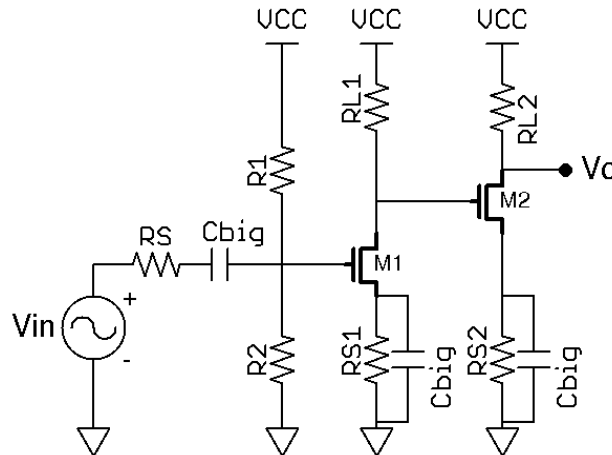 VCC VCC VCC
RL1 RL2
R1
M2
Vo
RS Cbig
M1
Vin
+
-
R2 RS1 Cbig RS2 Cbig